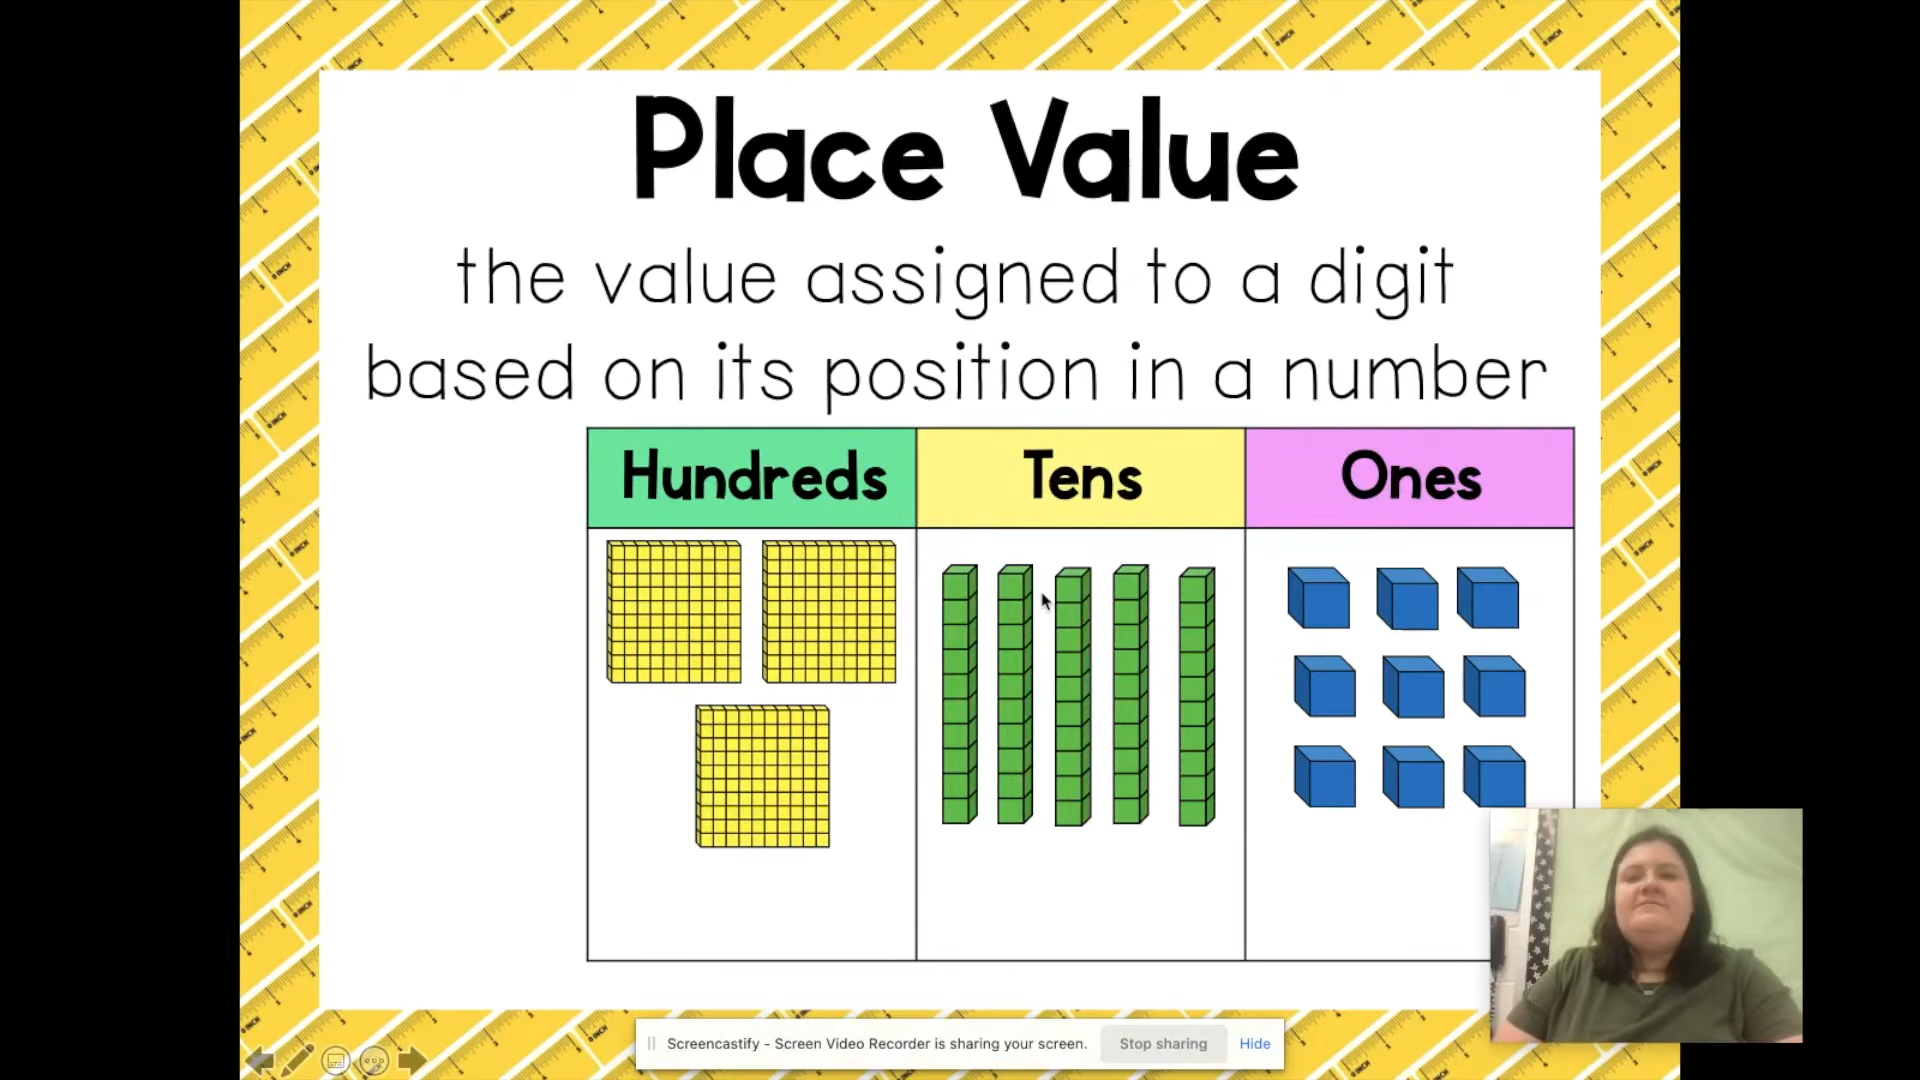 Place Value
the value assigned to a digit
based on its position in a number
Hundreds Tens Ones
Screencastify - Screen Video Recorder is sharing your screen. Stop sharing Hide